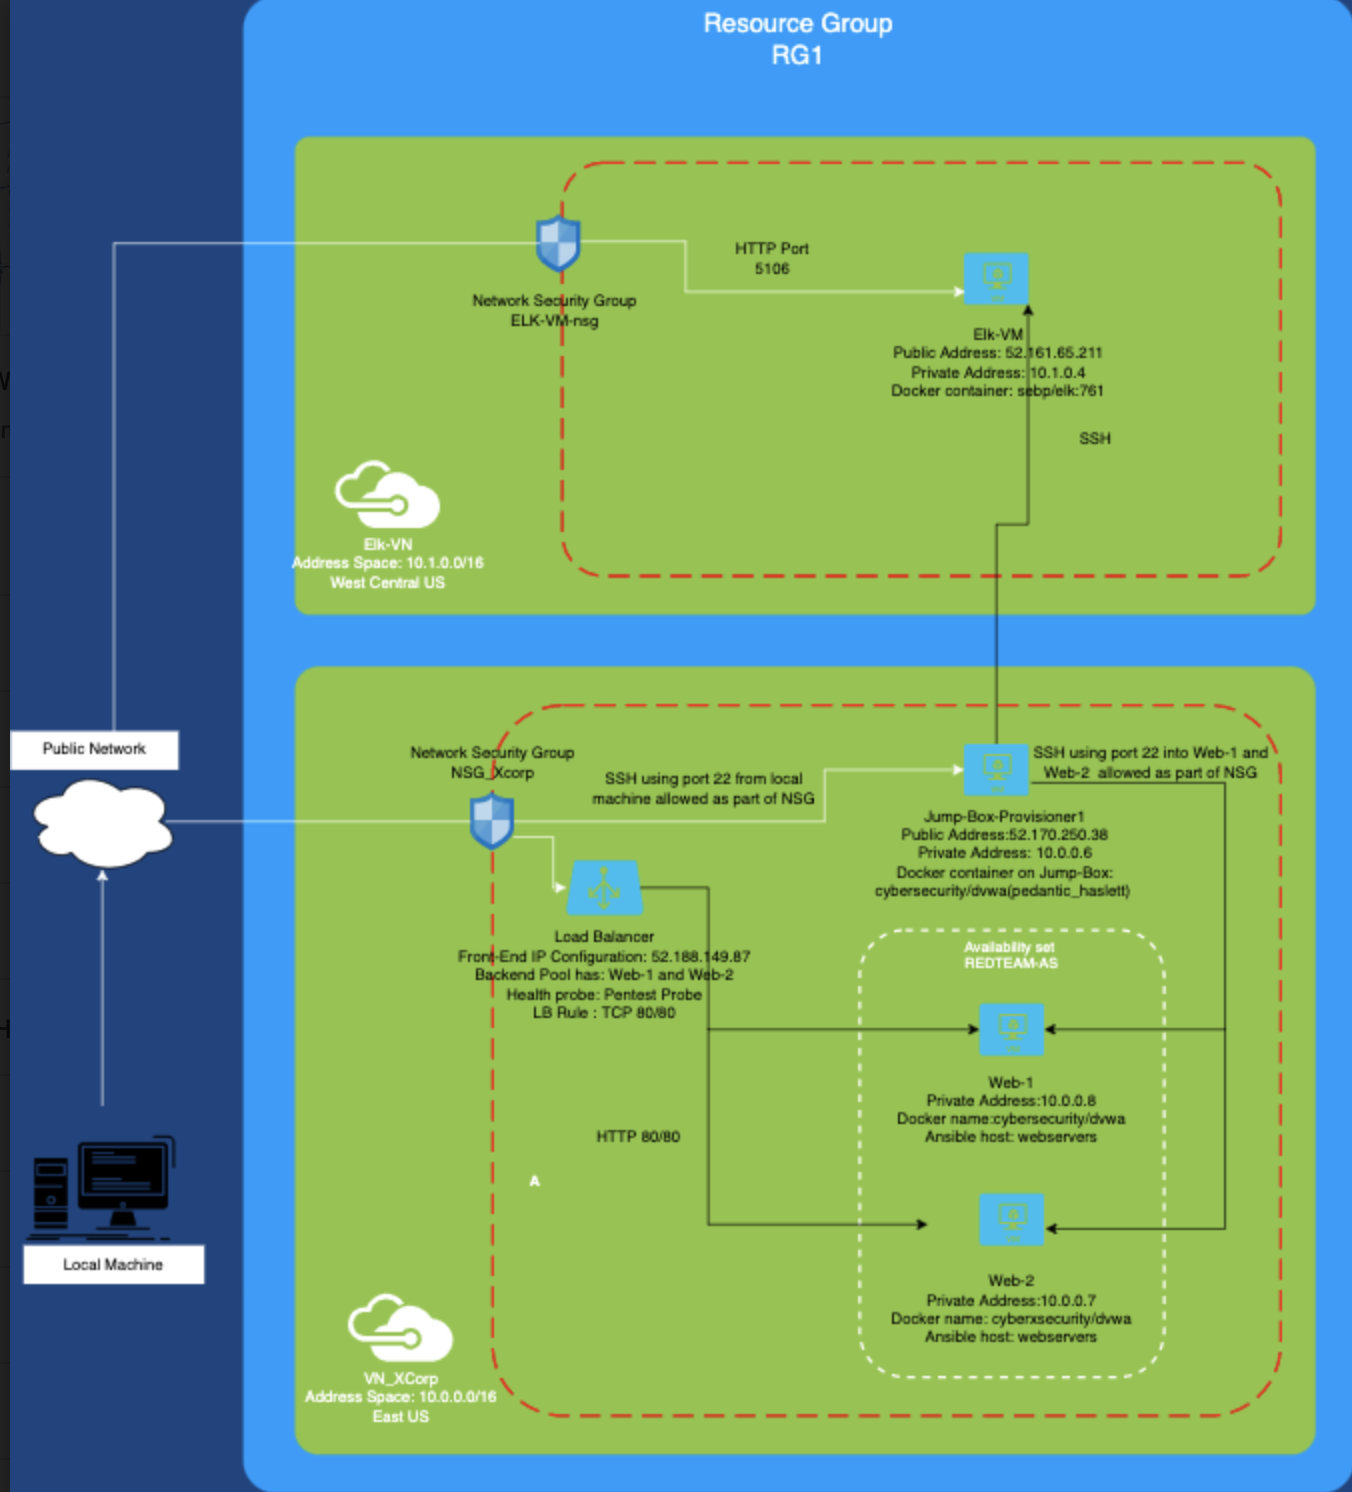 Resource Group
RG1
HTTP Port
5106
Network Security Group
ELK-VM-nsg
Elk-VM
Public Address: 52.161.65.211
Private Address: 10.1.0.4
Docker container: sebp/elk:761
SSH
Elk-VN
Address Space: 10.1.0.0/16
West Central US
Public Network
Network Security Group
NSG_Xcorp
SSH using port 22 from local
machine allowed as part of NSG
SSH using port 22 into Web-1 and
Web-2 allowed as part of NSG
Jump-Box-Provisioner1
Public Address:52.170.250.38
Private Address: 10.0.0.6
Docker container on Jump-Box:
cybersecurity/dvwa(pedantic_haslett)
Load Balancer
Front-End IP Configuration: 52.188.149.87
Backend Pool has: Web-1 and Web-2
Health probe: Pentest Probe
LB Rule : TCP 80/80
Availability set
REDTEAM-AS
Web-1
Private Address:10.0.0.8
Docker name:cybersecurity/dvwa
Ansible host: webservers
HTTP 80/80
A
Local Machine
Web-2
Private Address:10.0.0.7
Docker name: cyberxsecurity/dvwa
Ansible host: webservers
VN_XCorp
Address Space: 10.0.0.0/16
East US